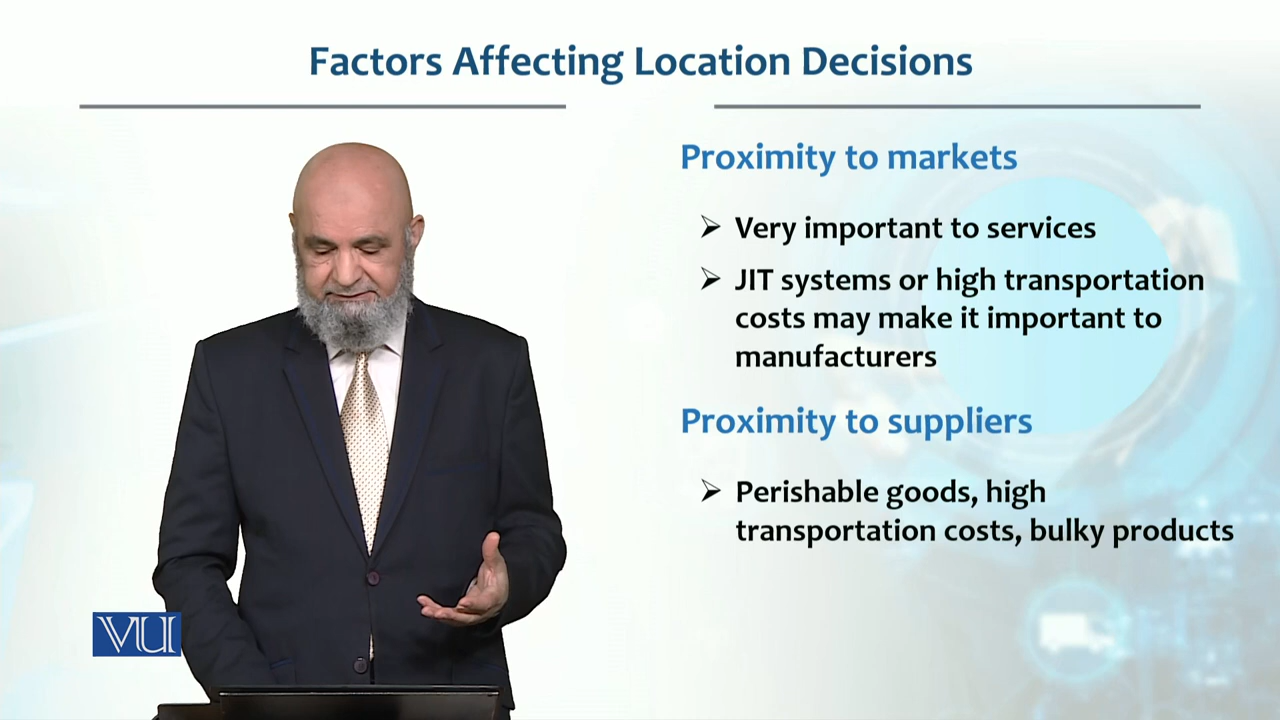 Factors Affecting Location Decisions
Proximity to markets
➢ Very important to services
➢ JIT systems or high transportation
costs may make it important to
manufacturers
Proximity to suppliers
➢ Perishable goods, high
transportation costs, bulky products
VU